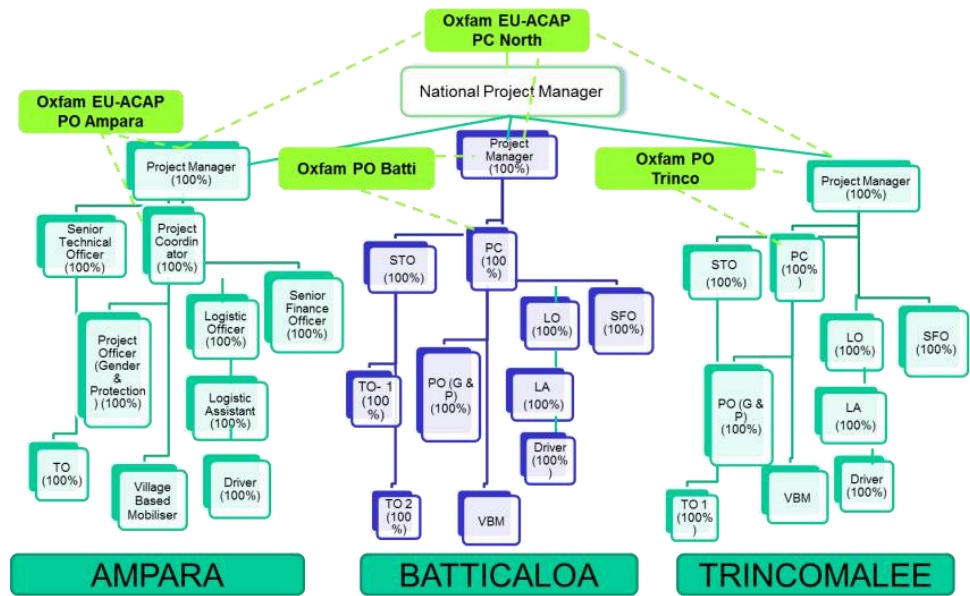 Oxfam EU-ACAP
PC North
National Project Manager
Oxfam EU-ACAP
PO Ampara
Project Manager
(100%)
Oxfam PO Batti
Project
Manager
(100%)
Oxfam PO
Trinco
Project Manager
(100%)
Senior
Technical
Officer
(100%)
Project
Coordin
ator
(100%)
Logistic
Officer
(100%)
Senior
Finance
Officer
(100%)
Project
Officer
(Gender
&
Protection
) (100%)
Logistic
Assistant
(100%)
TO
(100%)
Village
Based
Mobiliser
Driver
(100%)
STO
(100%)
PC
(100
%)
LO
(100%)
SFO
(100%)
TO- 1
(100
%)
PO (G &
P)
(100%)
LA
(100%)
Driver
(100%
)
TO 2
(100
%)
VBM
STO
(100%)
PC
(100%
)
LO
(100%)
SFO
(100%)
PO (G &
P)
(100%)
LA
(100%)
TO 1
(100%
)
VBM
Driver
(100%)
AMPARA
BATTICALOA
TRINCOMALEE